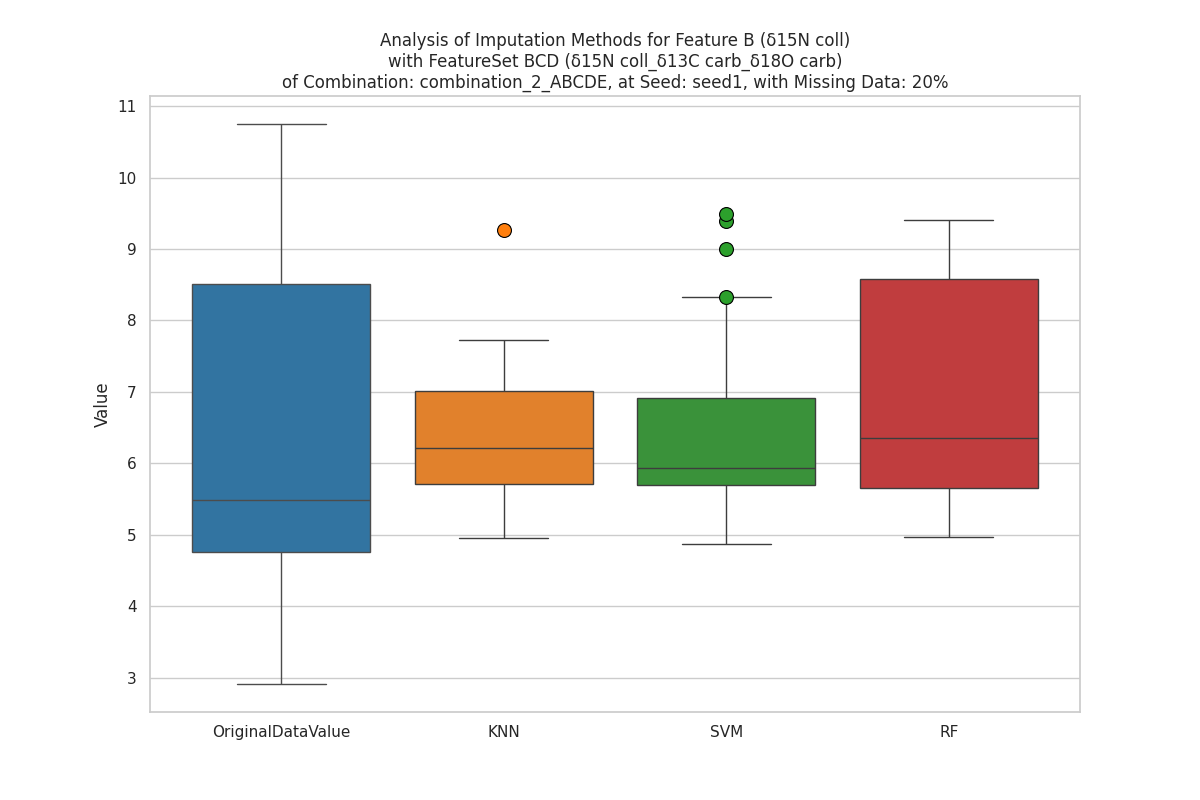 Analysis of Imputation Methods for Feature B (δ15N coll)
with FeatureSet BCD (δ15N coll_δ13C carb_δ18O carb)
of Combination: combination_2_ABCDE, at Seed: seed1, with Missing Data: 20%
11
10
9
8
7
6
5
4
3
Value
OriginalDataValue
KNN
SVM
RF